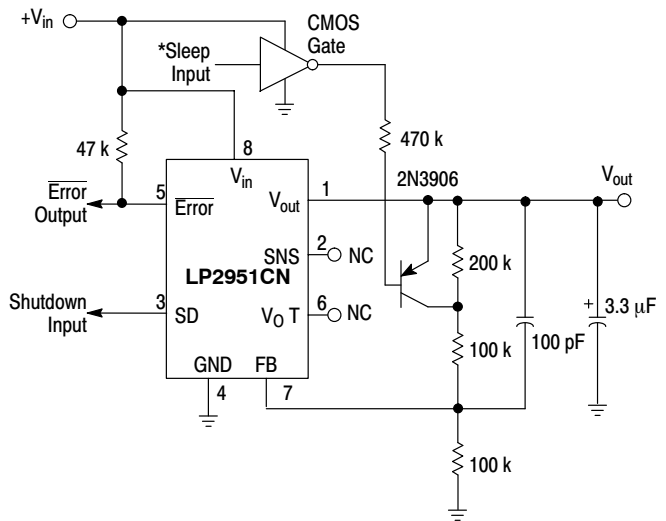 +Vin
*Sleep
Input
CMOS
Gate
470 k
47 k
8
Vin
Error
Output
5
Error
Vout
1
2N3906
Vout
SNS
2
NC
200 k
LP2951CN
Shutdown
Input
3
SD
VO T
6
NC
100 k
100 pF
+
3.3 µF
GND
FB
4
7
100 k